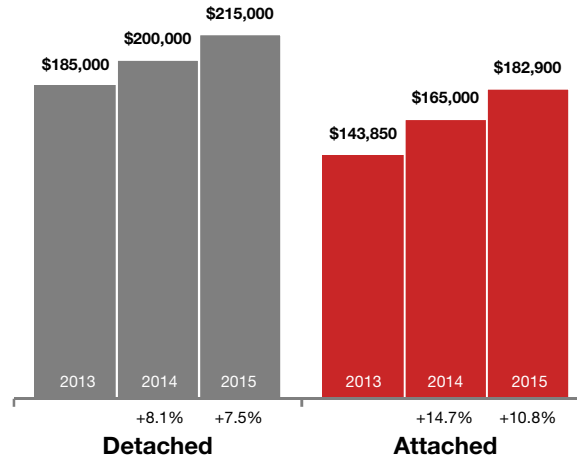 $215,000
$200,000
$185,000
$182,900
$165,000
$143,850
2013 2014 2015 2013 2014 2015
+8.1% +7.5% +14.7% +10.8%
Detached Attached